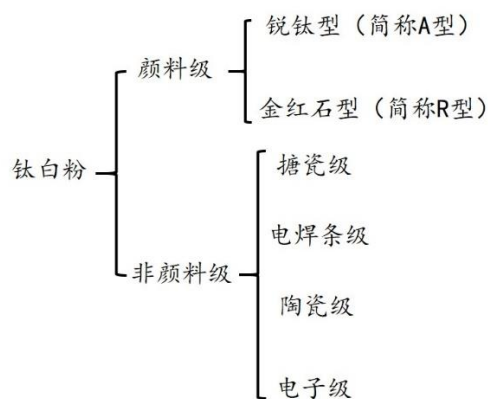 钛白粉
颜料级
锐钛型（简称A型）
金红石型（简称R型）
非颜料级
搪瓷级
电焊条级
陶瓷级
电子级